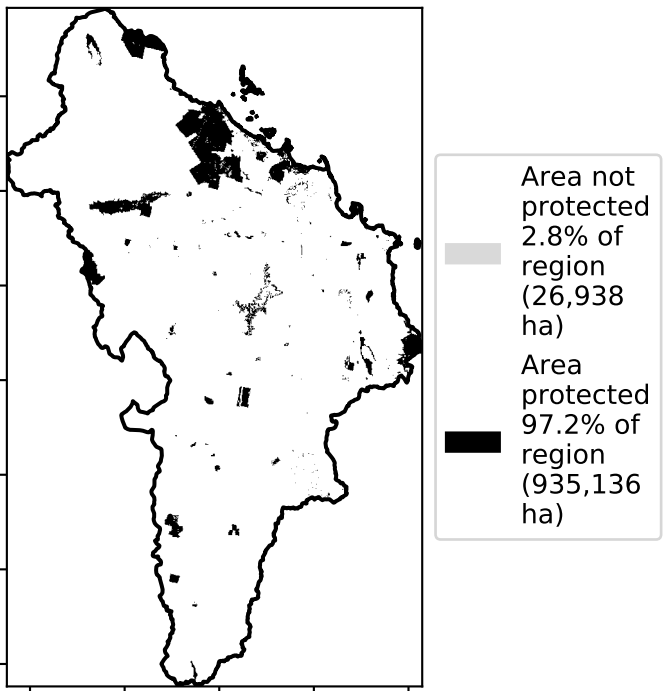 Area not
protected
2.8% of
region
(26,938
ha)
Area
protected
97.2% of
region
(935,136
ha)